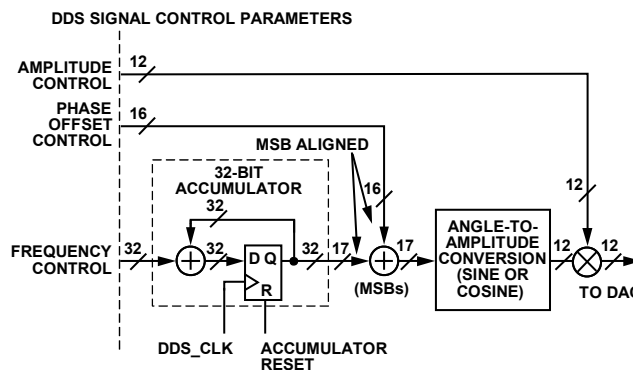 DDS SIGNAL CONTROL PARAMETERS
AMPLITUDE
CONTROL
12
PHASE
OFFSET
CONTROL
16
MSB ALIGNED
32-BIT
ACCUMULATOR
16
12
32
FREQUENCY
CONTROL
32
32
D Q
R
32
17
17
(MSBs)
ANGLE-TO-
AMPLITUDE
CONVERSION
(SINE OR
COSINE)
12
12
TO DAC
DDS_CLK
ACCUMULATOR
RESET